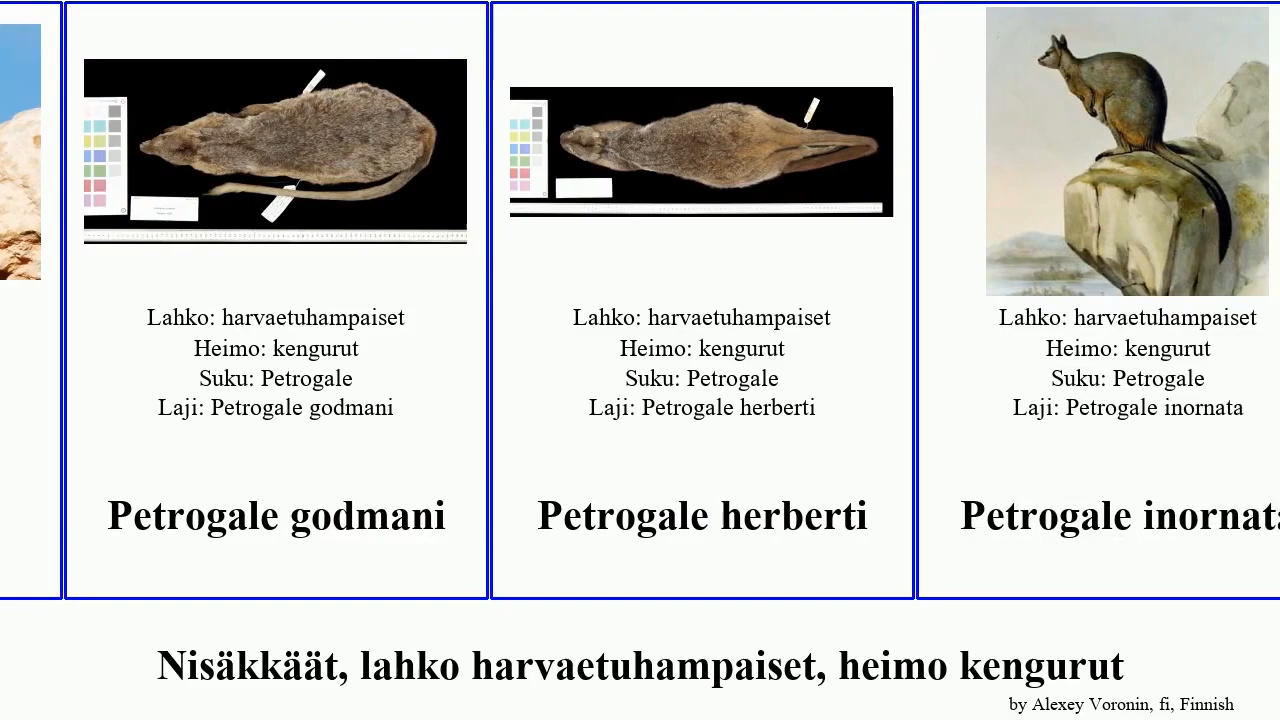 Lahko: harvaetuhampaiset
Heimo: kengurut
Suku: Petrogale
Laji: Petrogale godmani
Petrogale godmani
Lahko: harvaetuhampaiset
Heimo: kengurut
Suku: Petrogale
Laji: Petrogale herberti
Petrogale herberti
Lahko: harvaetuhampaiset
Heimo: kengurut
Suku: Petrogale
Laji: Petrogale inornata
Petrogale inornata
Nisäkkäät, lahko harvaetuhampaiset, heimo kengurut
by Alexey Voronin, fi, Finnish